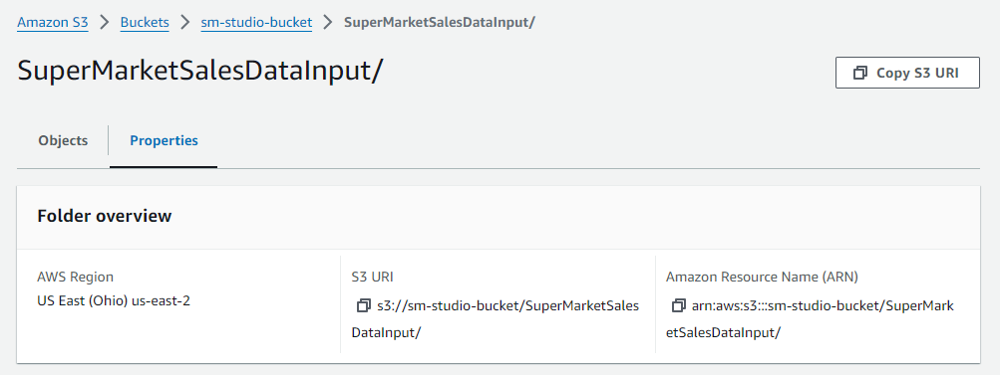 Amazon S3 > Buckets > sm-studio-bucket > SuperMarketSalesDataInput/
SuperMarketSalesDataInput/
Copy S3 URI
Objects
Properties
Folder overview
AWS Region
US East (Ohio) us-east-2
S3 URI
s3://sm-studio-bucket/SuperMarketSales
DataInput/
Amazon Resource Name (ARN)
arn:aws:s3:::sm-studio-bucket/SuperMark
etSalesDataInput/